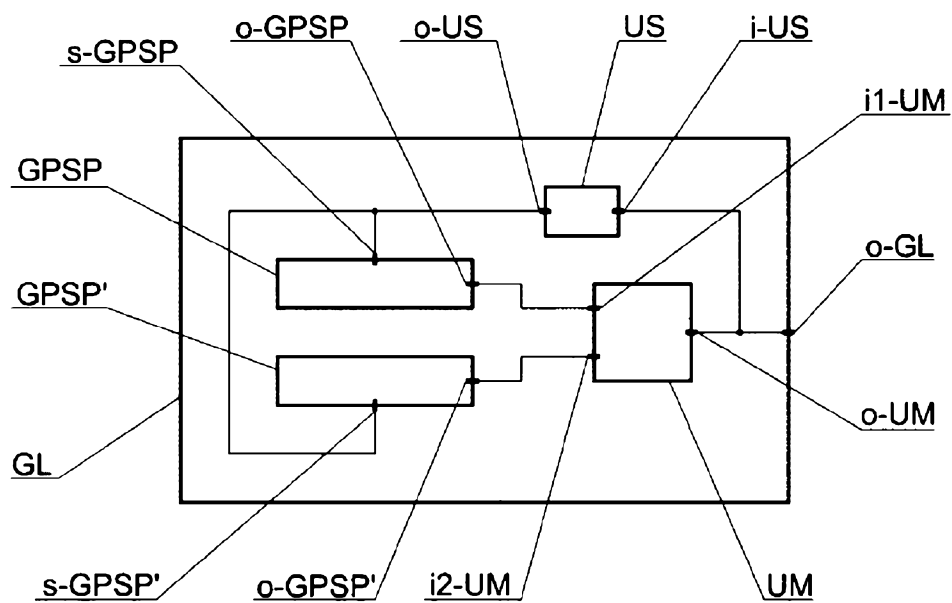 o-GPSP
o-US
US
i-US
s-GPSP
i1-UM
GPSP
o-GL
GPSP'
o-UM
GL
s-GPSP'
o-GPSP'
i2-UM
UM